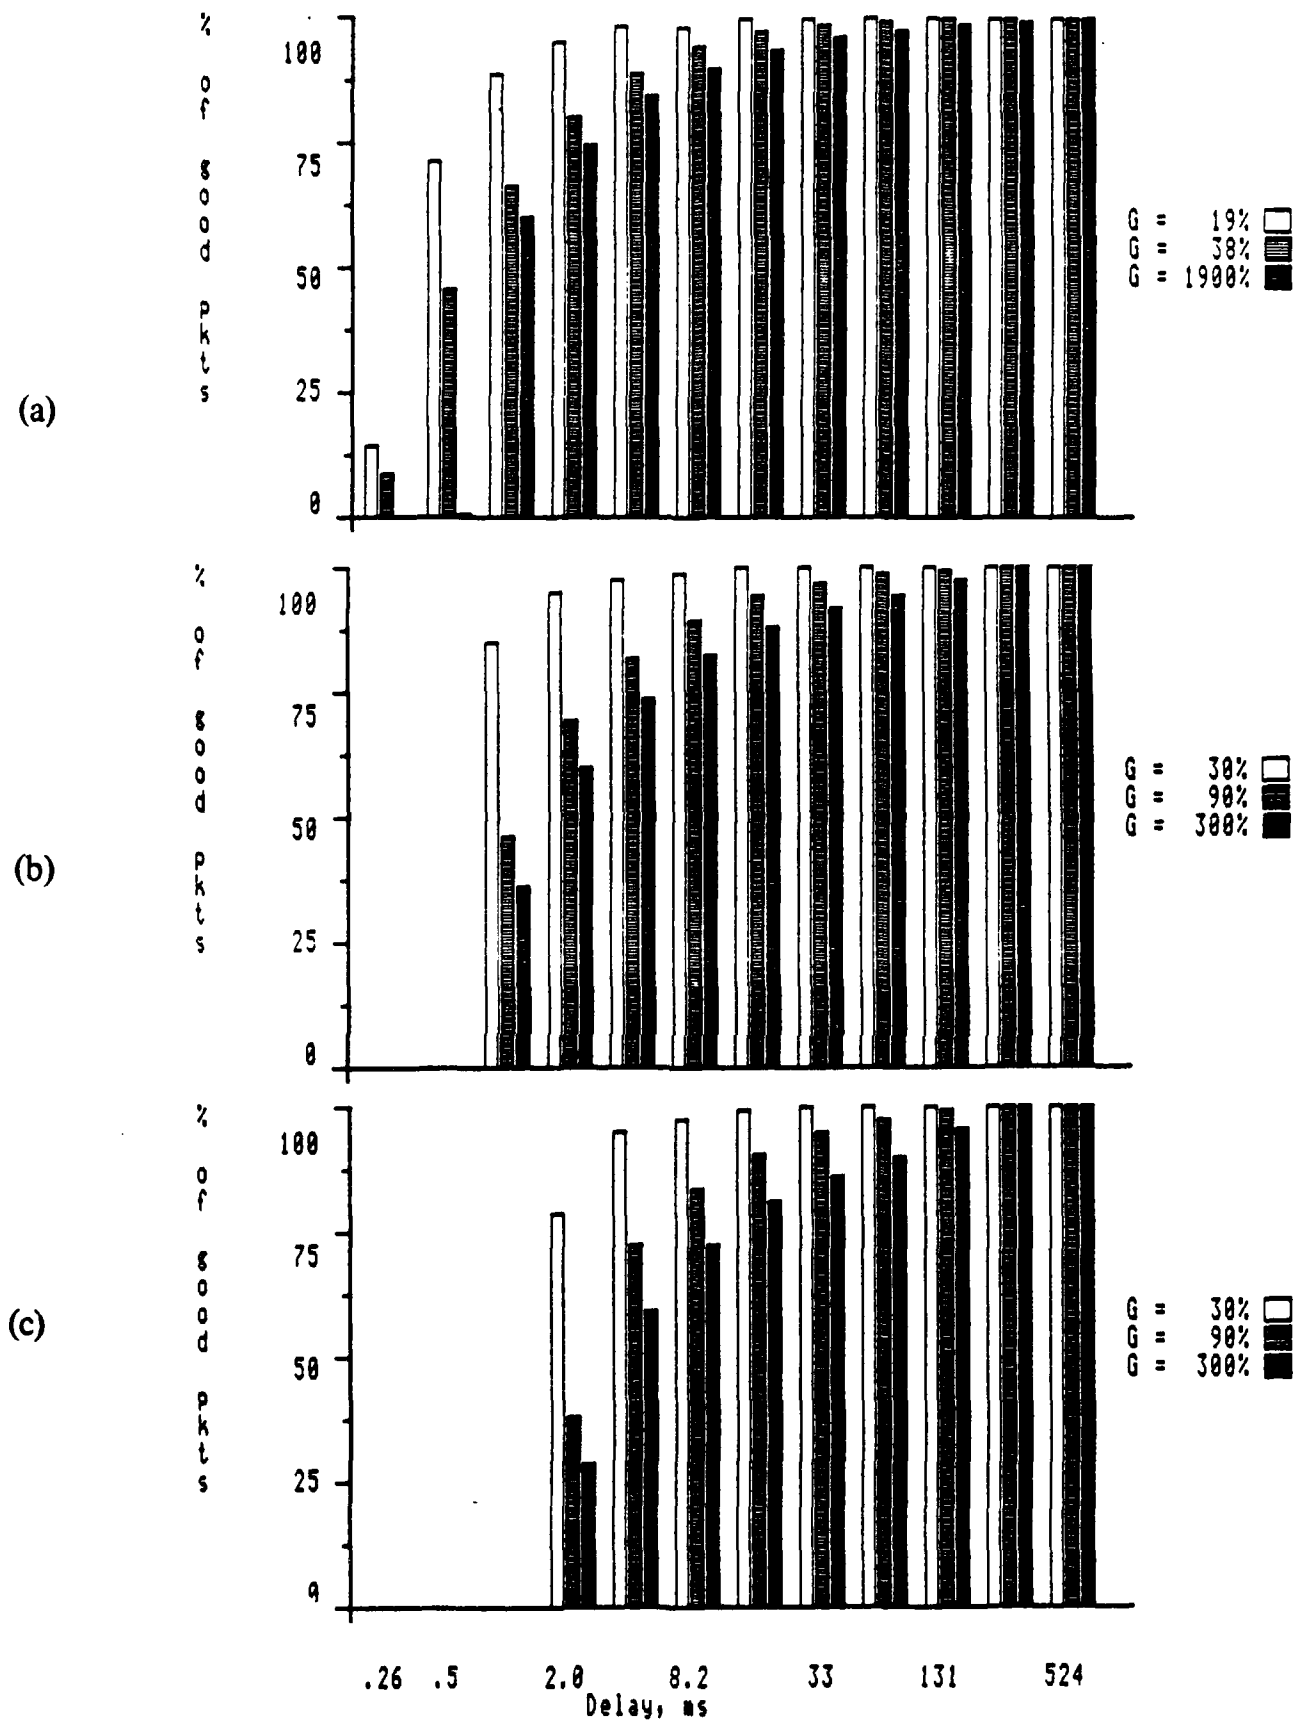 (a)
% of good pkts
100
75
50
25
0
G = 19%
G = 38%
G = 1900%
(b)
% of good pkts
100
75
50
25
0
G = 30%
G = 90%
G = 300%
(c)
% of good pkts
100
75
50
25
0
G = 30%
G = 90%
G = 300%
.26 .5 2.0 8.2 33 131 524
Delay, ms